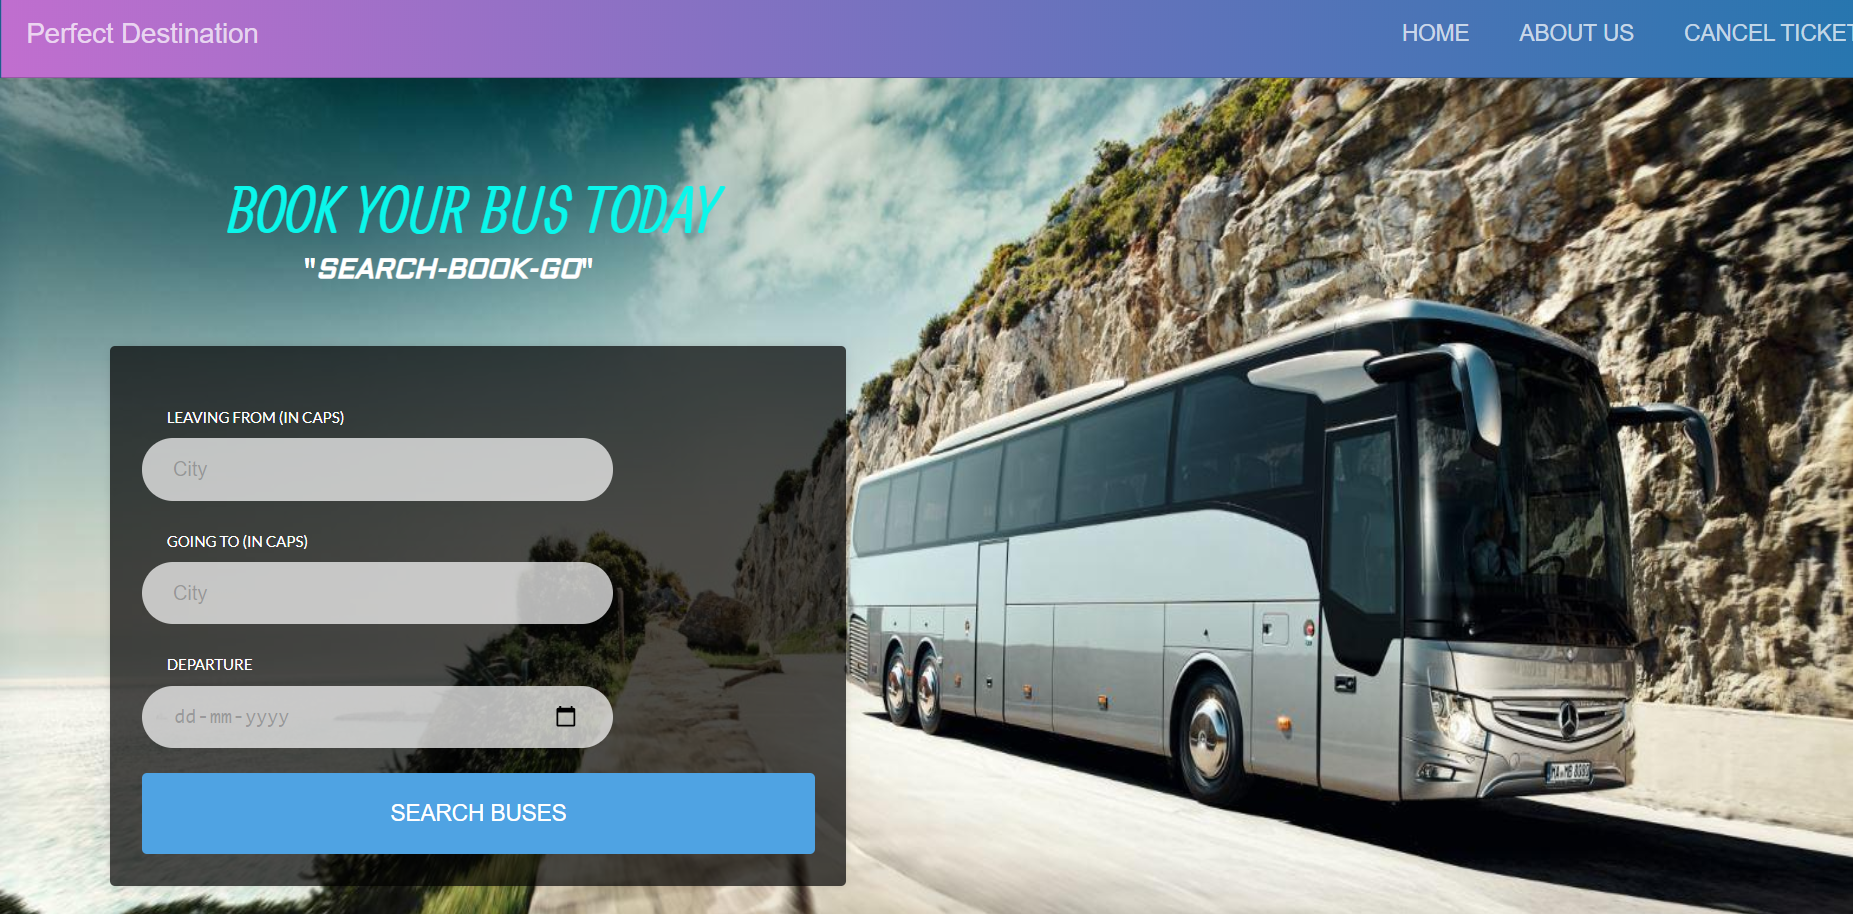 Perfect Destination
HOME
ABOUT US
CANCEL TICKET
BOOK YOUR BUS TODAY
"SEARCH-BOOK-GO"
LEAVING FROM (IN CAPS)
City
GOING TO (IN CAPS)
City
DEPARTURE
dd-mm-yyyy
SEARCH BUSES